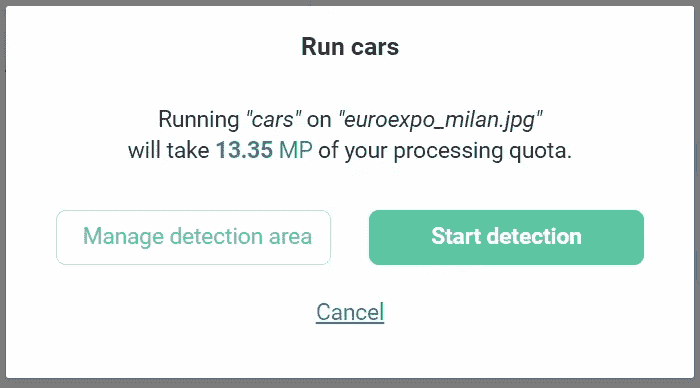 Run cars
Running "cars" on "euroexpo_milan.jpg"
will take 13.35 MP of your processing quota.
Manage detection area
Start detection
Cancel